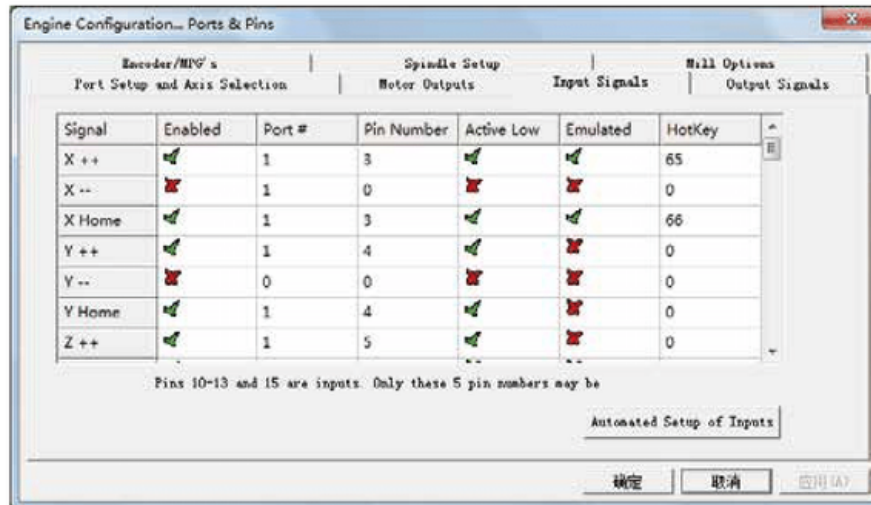 Engine Configuration... Ports & Pins
Encoder/MPG's Spindle Setup Mill Options
Port Setup and Axis Selection Motor Outputs Input Signals Output Signals
Signal Enabled Port # Pin Number Active Low Emulated HotKey
X ++ 1 3 65
X -- 1 0 0
X Home 1 3 66
Y ++ 1 4 0
Y -- 0 0 0
Y Home 1 4 0
Z ++ 1 5 0
Pins 10-13 and 15 are inputs. Only these 5 pin numbers may be
Automated Setup of Inputs
确定 取消 应用(A)